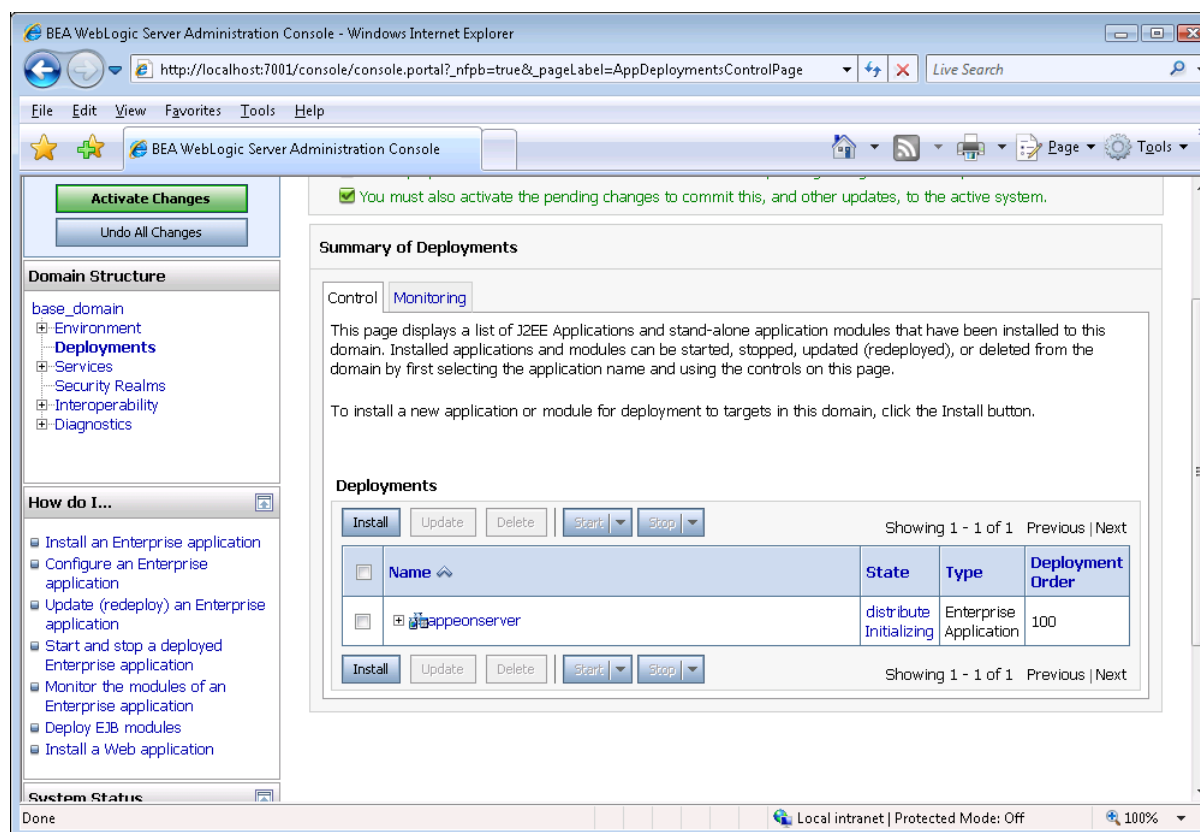 BEA WebLogic Server Administration Console - Windows Internet Explorer
http://localhost:7001/console/console.portal?_nfpb=true&_pageLabel=AppDeploymentsControlPage
Live Search
File Edit View Favorites Tools Help
BEA WebLogic Server Administration Console
Page Tools
Activate Changes
Undo All Changes
Domain Structure
base_domain
Environment
Deployments
Services
Security Realms
Interoperability
Diagnostics
How do I...
Install an Enterprise application
Configure an Enterprise
application
Update (redeploy) an Enterprise
application
Start and stop a deployed
Enterprise application
Monitor the modules of an
Enterprise application
Deploy EJB modules
Install a Web application
System Status
You must also activate the pending changes to commit this, and other updates, to the active system.
Summary of Deployments
Control Monitoring
This page displays a list of J2EE Applications and stand-alone application modules that have been installed to this
domain. Installed applications and modules can be started, stopped, updated (redeployed), or deleted from the
domain by first selecting the application name and using the controls on this page.
To install a new application or module for deployment to targets in this domain, click the Install button.
Deployments
Install Update Delete Start Stop Showing 1 - 1 of 1 Previous | Next
Name State Type Deployment
Order
appeonserver distribute Initializing Enterprise Application 100
Install Update Delete Start Stop Showing 1 - 1 of 1 Previous | Next
Done Local intranet | Protected Mode: Off 100%